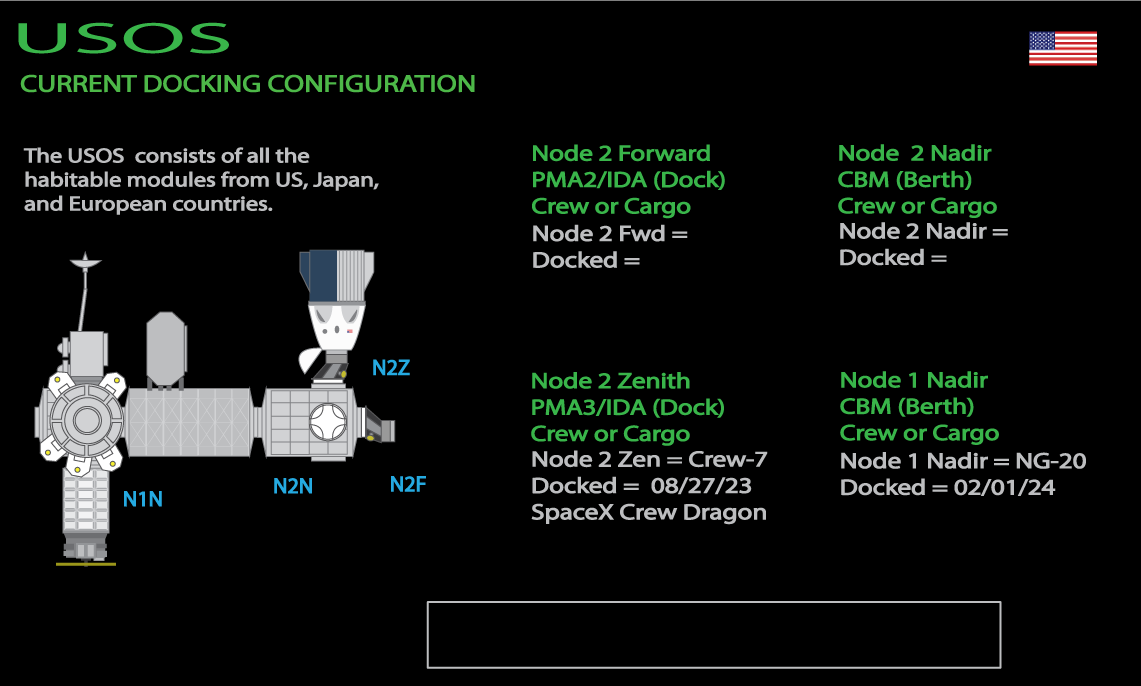 USOS
CURRENT DOCKING CONFIGURATION
The USOS consists of all the
habitable modules from US, Japan,
and European countries.
Node 2 Forward
PMA2/IDA (Dock)
Crew or Cargo
Node 2 Fwd =
Docked =
Node 2 Nadir
CBM (Berth)
Crew or Cargo
Node 2 Nadir =
Docked =
N2Z
N1N
N2N
N2F
Node 2 Zenith
PMA3/IDA (Dock)
Crew or Cargo
Node 2 Zen = Crew-7
Docked = 08/27/23
SpaceX Crew Dragon
Node 1 Nadir
CBM (Berth)
Crew or Cargo
Node 1 Nadir = NG-20
Docked = 02/01/24